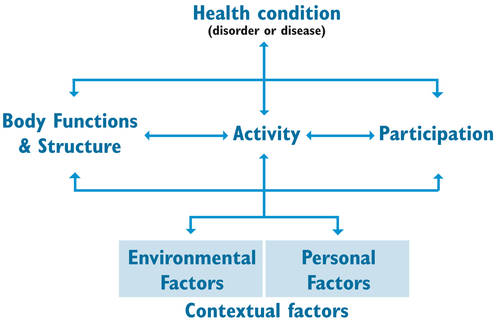 Health condition
(disorder or disease)
Body Functions
& Structure
Activity
Participation
Environmental
Factors
Personal
Factors
Contextual factors